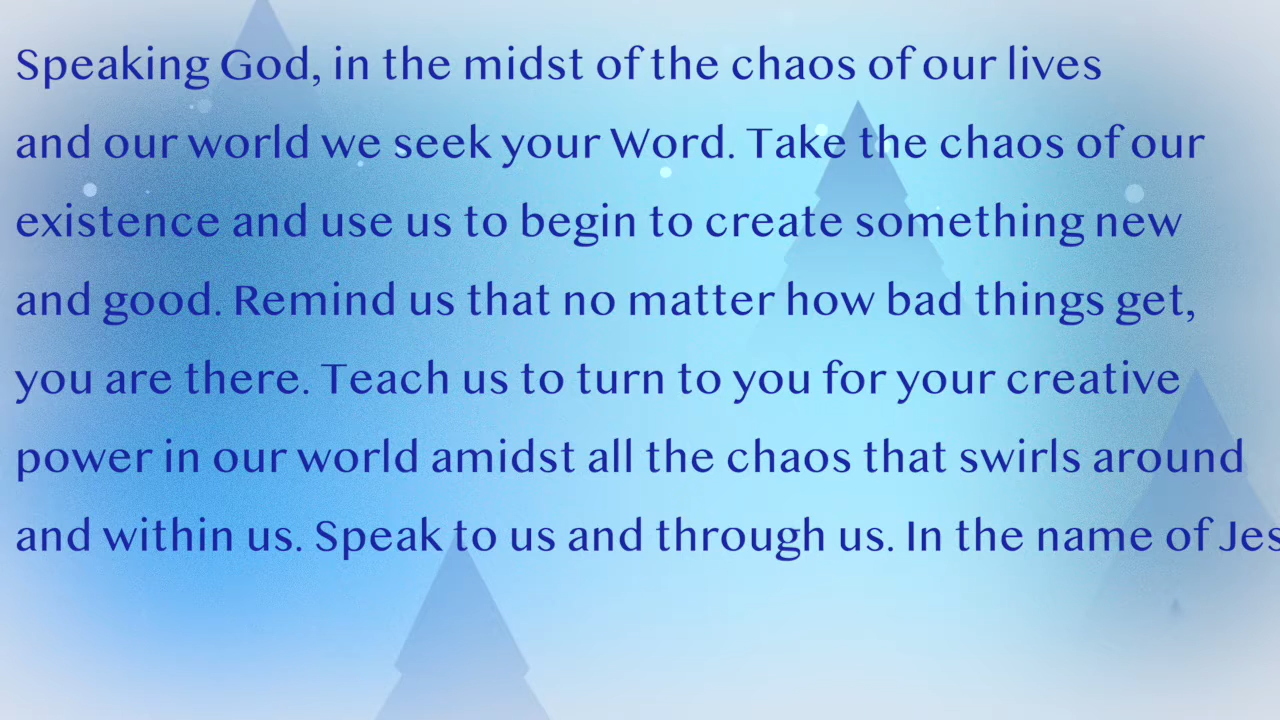 Speaking God, in the midst of the chaos of our lives
and our world we seek your Word. Take the chaos of our
existence and use us to begin to create something new
and good. Remind us that no matter how bad things get,
you are there. Teach us to turn to you for your creative
power in our world amidst all the chaos that swirls around
and within us. Speak to us and through us. In the name of